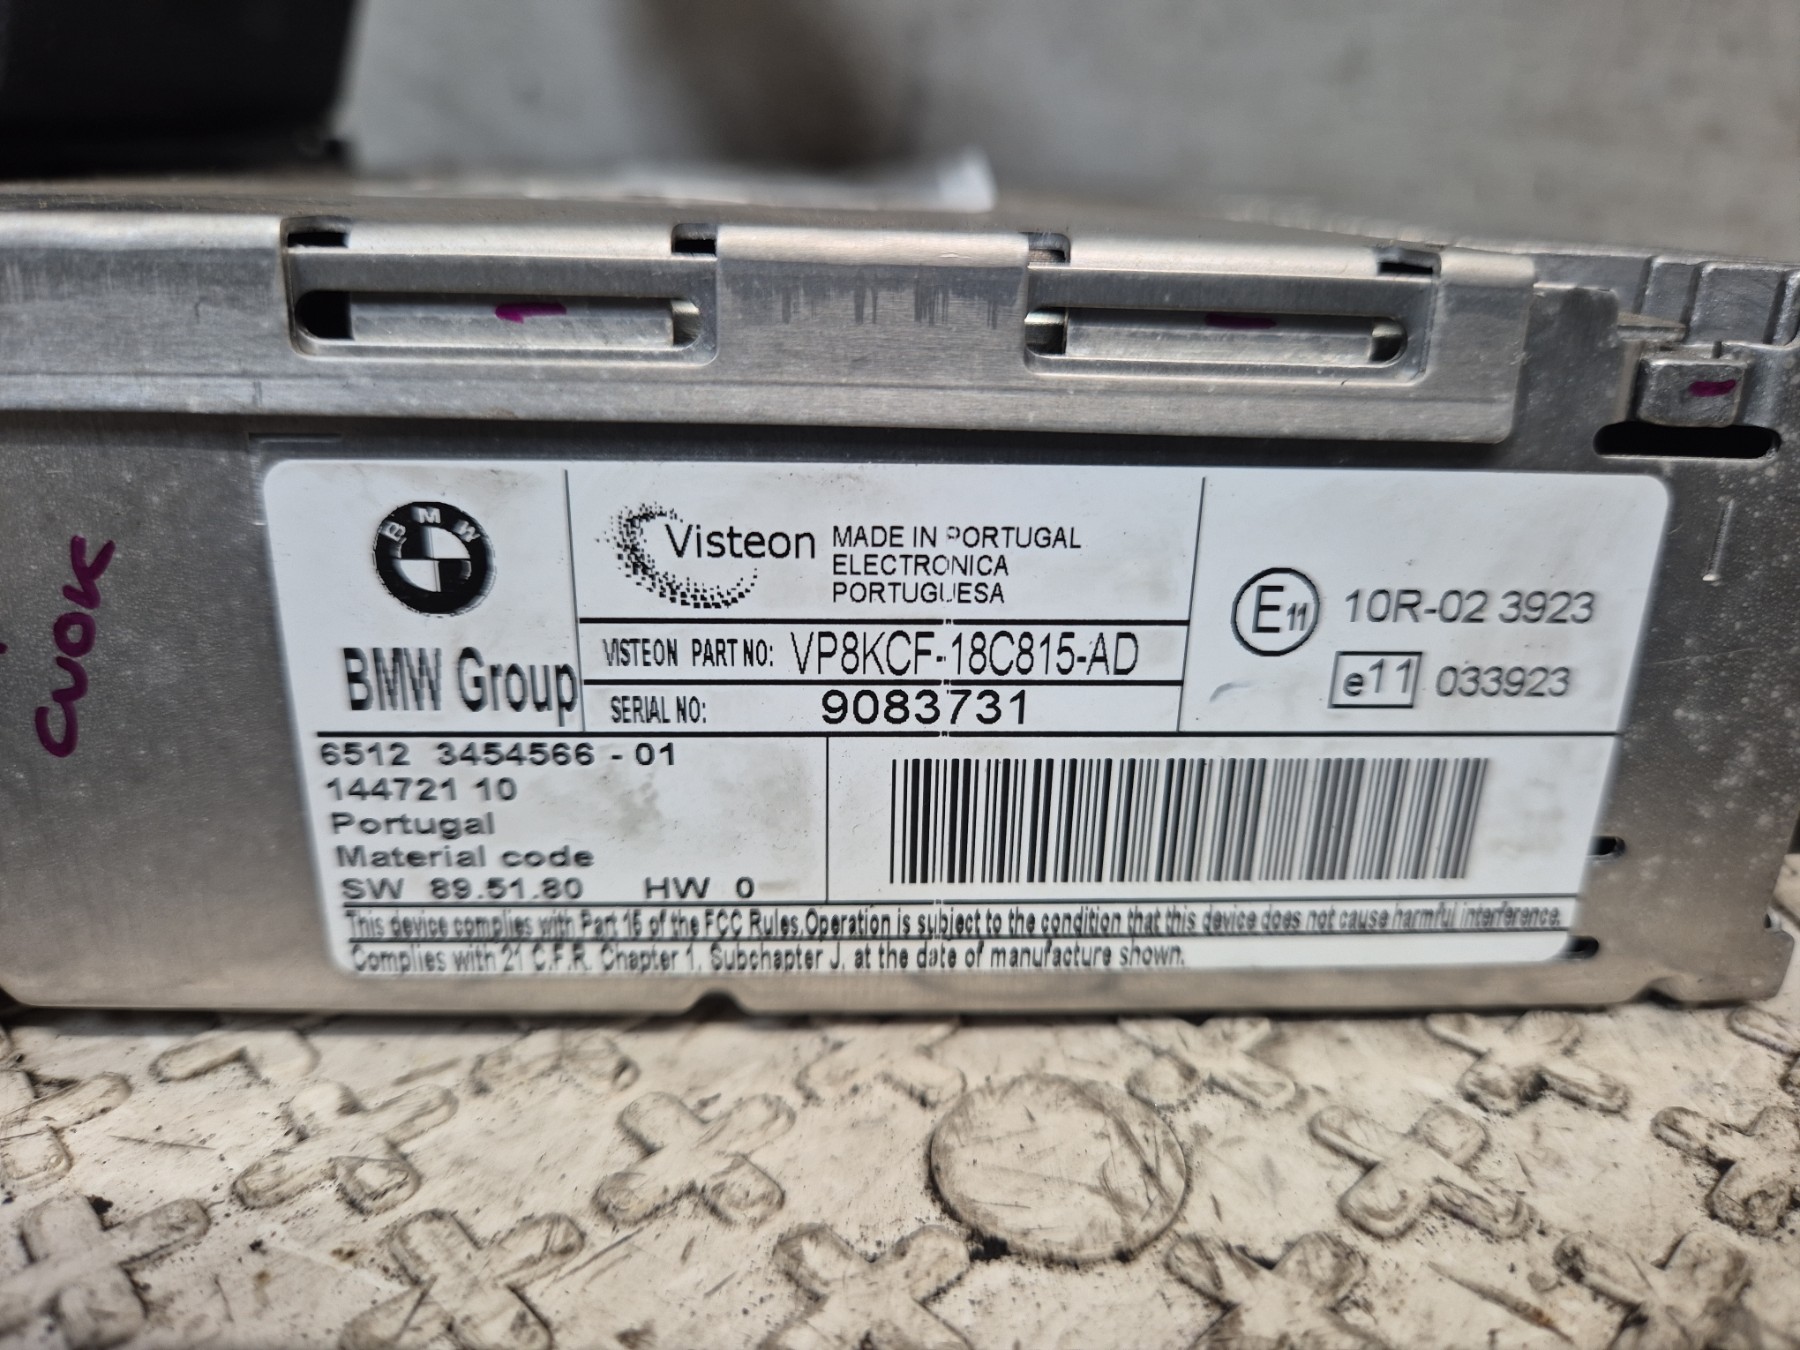 CUOK
BMW
BMW Group
Visteon
MADE IN PORTUGAL
ELECTRONICA
PORTUGUESA
VISTEON PART NO: VP8KCF-18C815-AD
SERIAL NO: 9083731
E11 10R-02 3923
e11 033923
6512 3454566 - 01
144721 10
Portugal
Material code
SW 89.51.80 HW 0
This device complies with Part 15 of the FCC Rules.Operation is subject to the condition that this device does not cause harmful interference.
Complies with 21 C.F.R. Chapter 1, Subchapter J, at the date of manufacture shown.